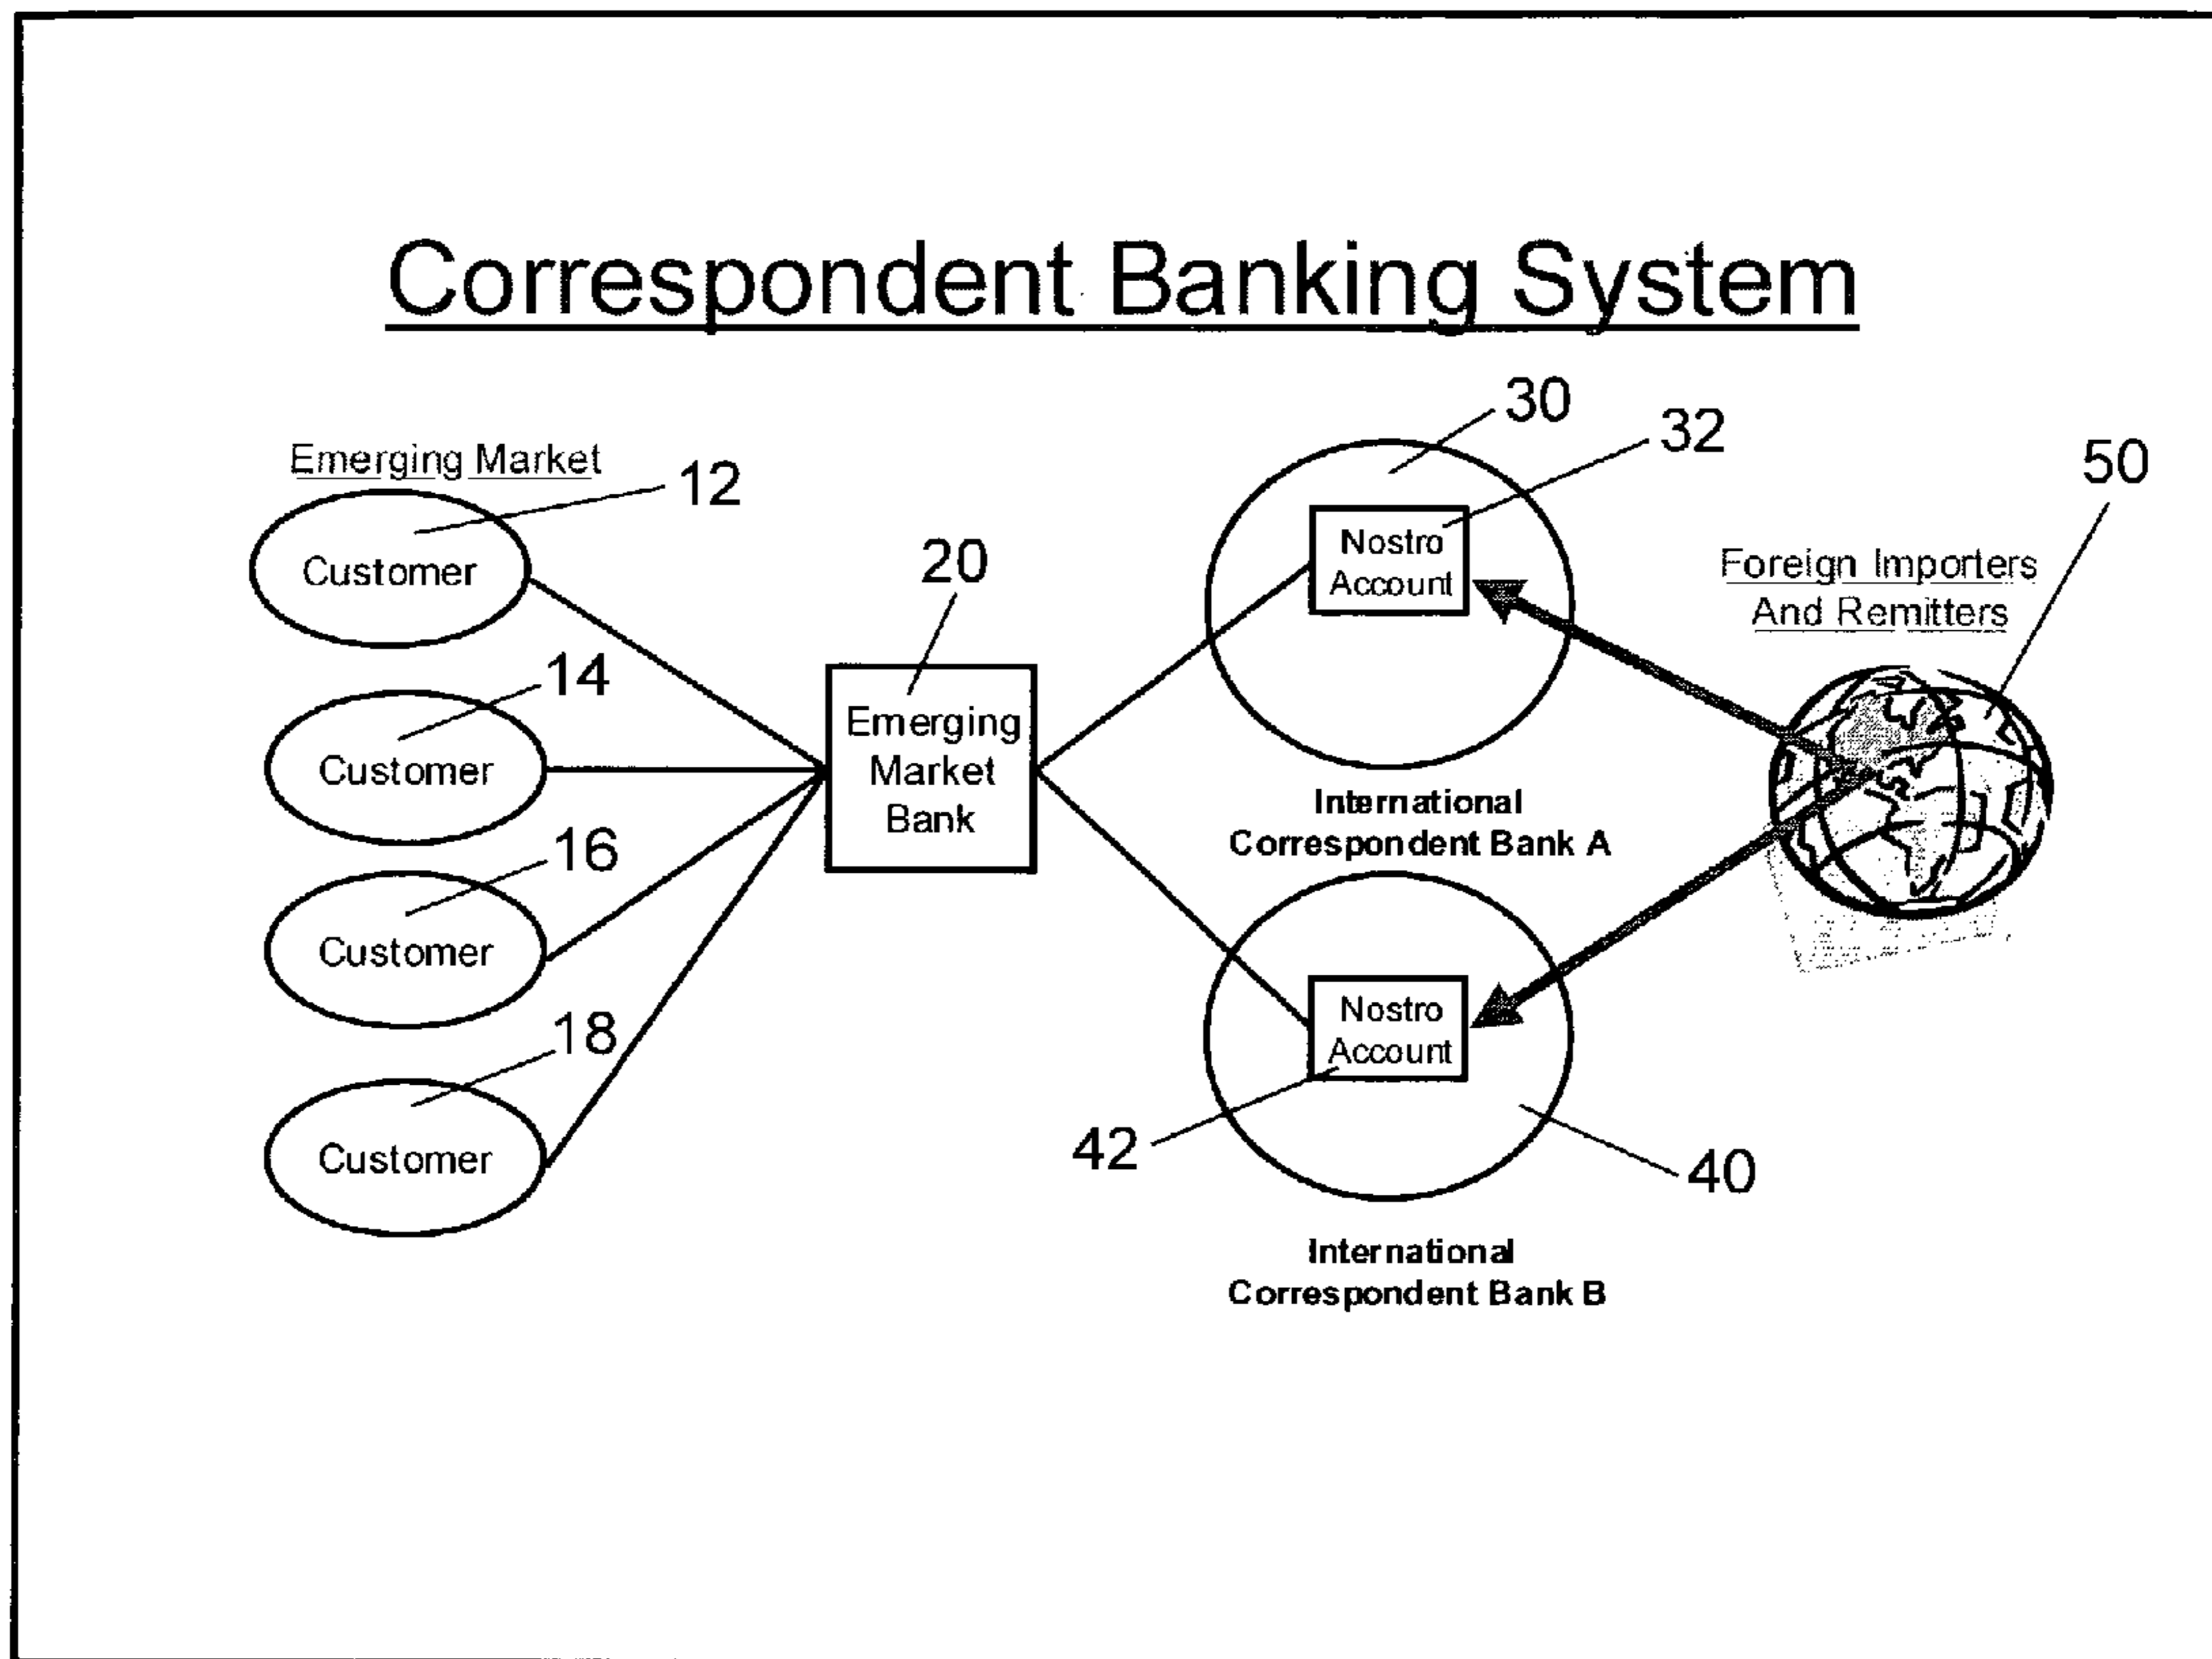 Correspondent Banking System
Emerging Market
12
Customer
14
Customer
16
Customer
18
Customer
20
Emerging
Market
Bank
30
32
Nostro
Account
International
Correspondent Bank A
Nostro
Account
42
40
International
Correspondent Bank B
50
Foreign Importers
And Remitters